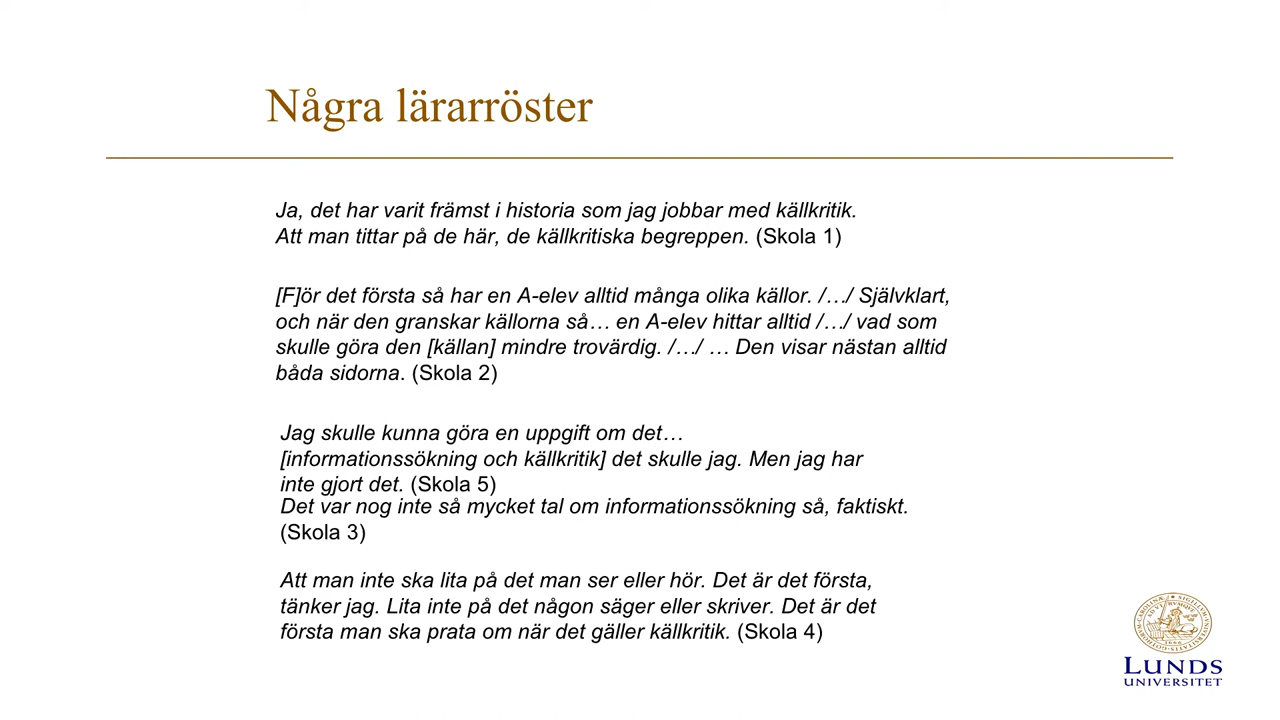 Några lärarröster
Ja, det har varit främst i historia som jag jobbar med källkritik.
Att man tittar på de här, de källkritiska begreppen. (Skola 1)
[F]ör det första så har en A-elev alltid många olika källor. /…/ Självklart,
och när den granskar källorna så… en A-elev hittar alltid /…/ vad som
skulle göra den [källan] mindre trovärdig. /…/ … Den visar nästan alltid
båda sidorna. (Skola 2)
Jag skulle kunna göra en uppgift om det…
[informationssökning och källkritik] det skulle jag. Men jag har
inte gjort det. (Skola 5)
Det var nog inte så mycket tal om informationssökning så, faktiskt.
(Skola 3)
Att man inte ska lita på det man ser eller hör. Det är det första,
tänker jag. Lita inte på det någon säger eller skriver. Det är det
första man ska prata om när det gäller källkritik. (Skola 4)
LUNDS
UNIVERSITET